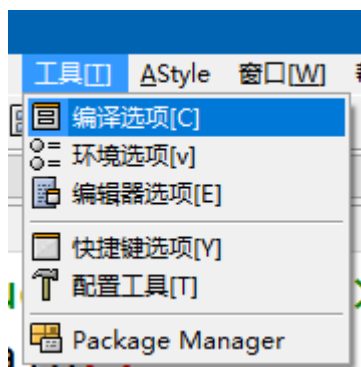 工具[T] AStyle 窗口[W]
编译选项[C]
环境选项[v]
编辑器选项[E]
快捷键选项[Y]
配置工具[T]
Package Manager